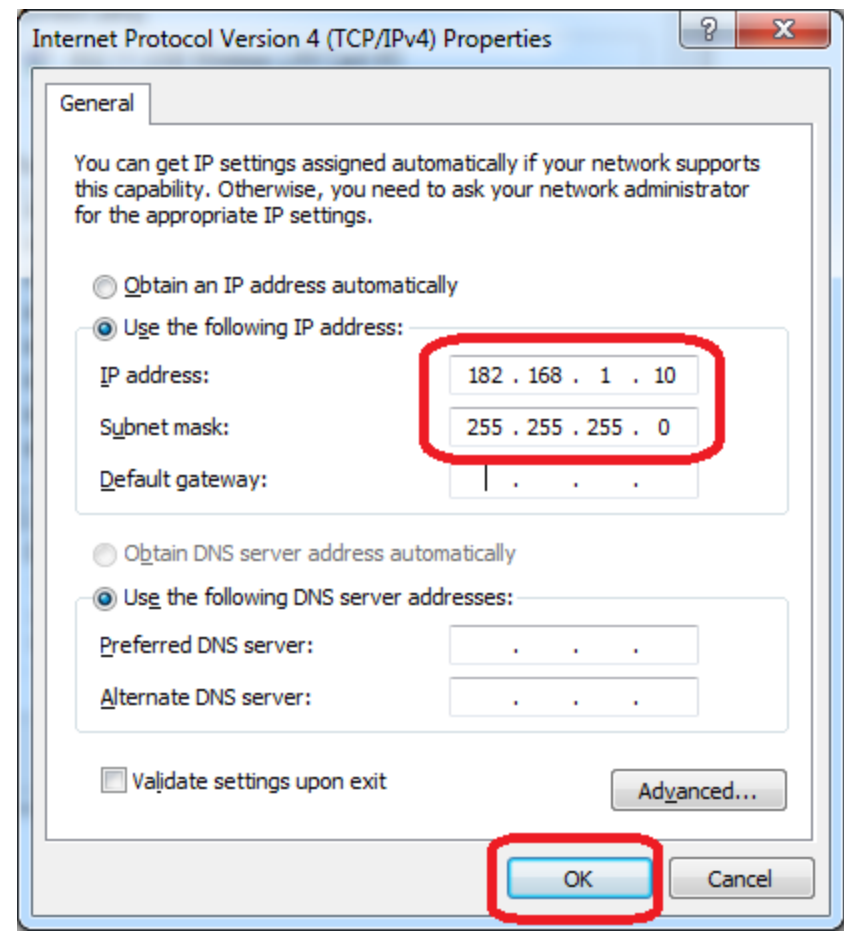 Internet Protocol Version 4 (TCP/IPv4) Properties
General
You can get IP settings assigned automatically if your network supports
this capability. Otherwise, you need to ask your network administrator
for the appropriate IP settings.
Obtain an IP address automatically
Use the following IP address:
IP address: 182 . 168 . 1 . 10
Subnet mask: 255 . 255 . 255 . 0
Default gateway: . . .
Obtain DNS server address automatically
Use the following DNS server addresses:
Preferred DNS server: . . .
Alternate DNS server: . . .
Validate settings upon exit
Advanced...
OK Cancel